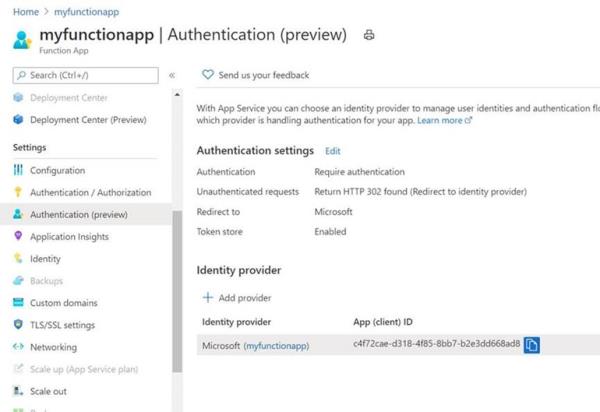 Home > myfunctionapp >
myfunctionapp | Authentication (preview)
Function App
Search (Ctrl+/)
«
Send us your feedback
Deployment Center
Deployment Center (Preview)
Settings
Configuration
Authentication / Authorization
Authentication (preview)
Application Insights
Identity
Backups
Custom domains
TLS/SSL settings
Networking
Scale up (App Service plan)
Scale out
With App Service you can choose an identity provider to manage user identities and authentication flo
which provider is handling authentication for your app. Learn more
Authentication settings Edit
Authentication Require authentication
Unauthenticated requests Return HTTP 302 found (Redirect to identity provider)
Redirect to Microsoft
Token store Enabled
Identity provider
+ Add provider
Identity provider App (client) ID
Microsoft (myfunctionapp) c4f72cae-d318-4f85-8bb7-b2e3dd668ad8